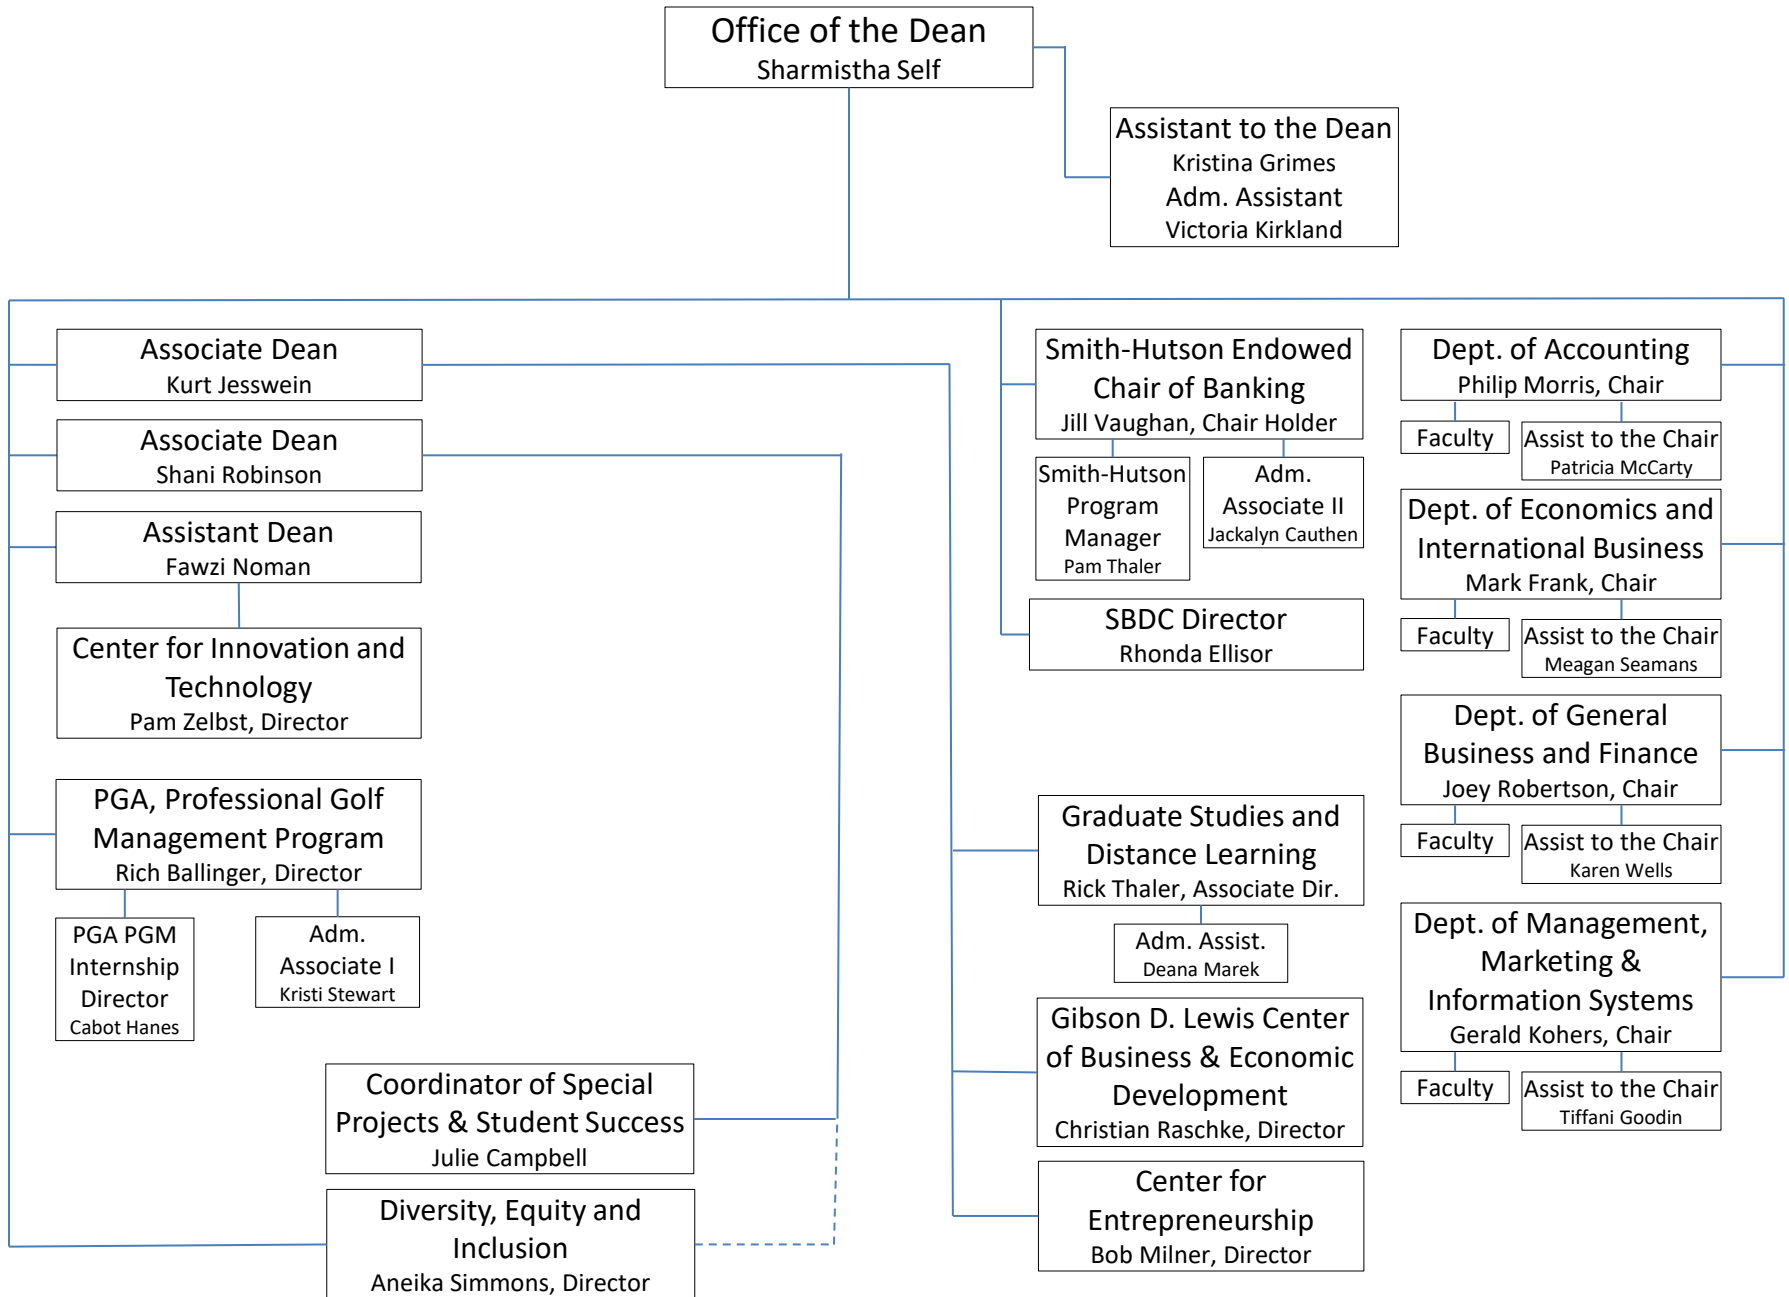 Office of the Dean
Sharmistha Self
Assistant to the Dean
Kristina Grimes
Adm. Assistant
Victoria Kirkland
Associate Dean
Kurt Jesswein
Associate Dean
Shani Robinson
Assistant Dean
Fawzi Noman
Center for Innovation and
Technology
Pam Zelbst, Director
PGA, Professional Golf
Management Program
Rich Ballinger, Director
PGA PGM
Internship
Director
Cabot Hanes
Adm.
Associate I
Kristi Stewart
Coordinator of Special
Projects & Student Success
Julie Campbell
Diversity, Equity and
Inclusion
Aneika Simmons, Director
Smith-Hutson Endowed
Chair of Banking
Jill Vaughan, Chair Holder
Smith-Hutson
Program
Manager
Pam Thaler
Adm.
Associate II
Jackalyn Cauthen
SBDC Director
Rhonda Ellisor
Graduate Studies and
Distance Learning
Rick Thaler, Associate Dir.
Adm. Assist.
Deana Marek
Gibson D. Lewis Center
of Business & Economic
Development
Christian Raschke, Director
Center for
Entrepreneurship
Bob Milner, Director
Dept. of Accounting
Philip Morris, Chair
Faculty
Assist to the Chair
Patricia McCarty
Dept. of Economics and
International Business
Mark Frank, Chair
Faculty
Assist to the Chair
Meagan Seamans
Dept. of General
Business and Finance
Joey Robertson, Chair
Faculty
Assist to the Chair
Karen Wells
Dept. of Management,
Marketing &
Information Systems
Gerald Kohers, Chair
Faculty
Assist to the Chair
Tiffani Goodin